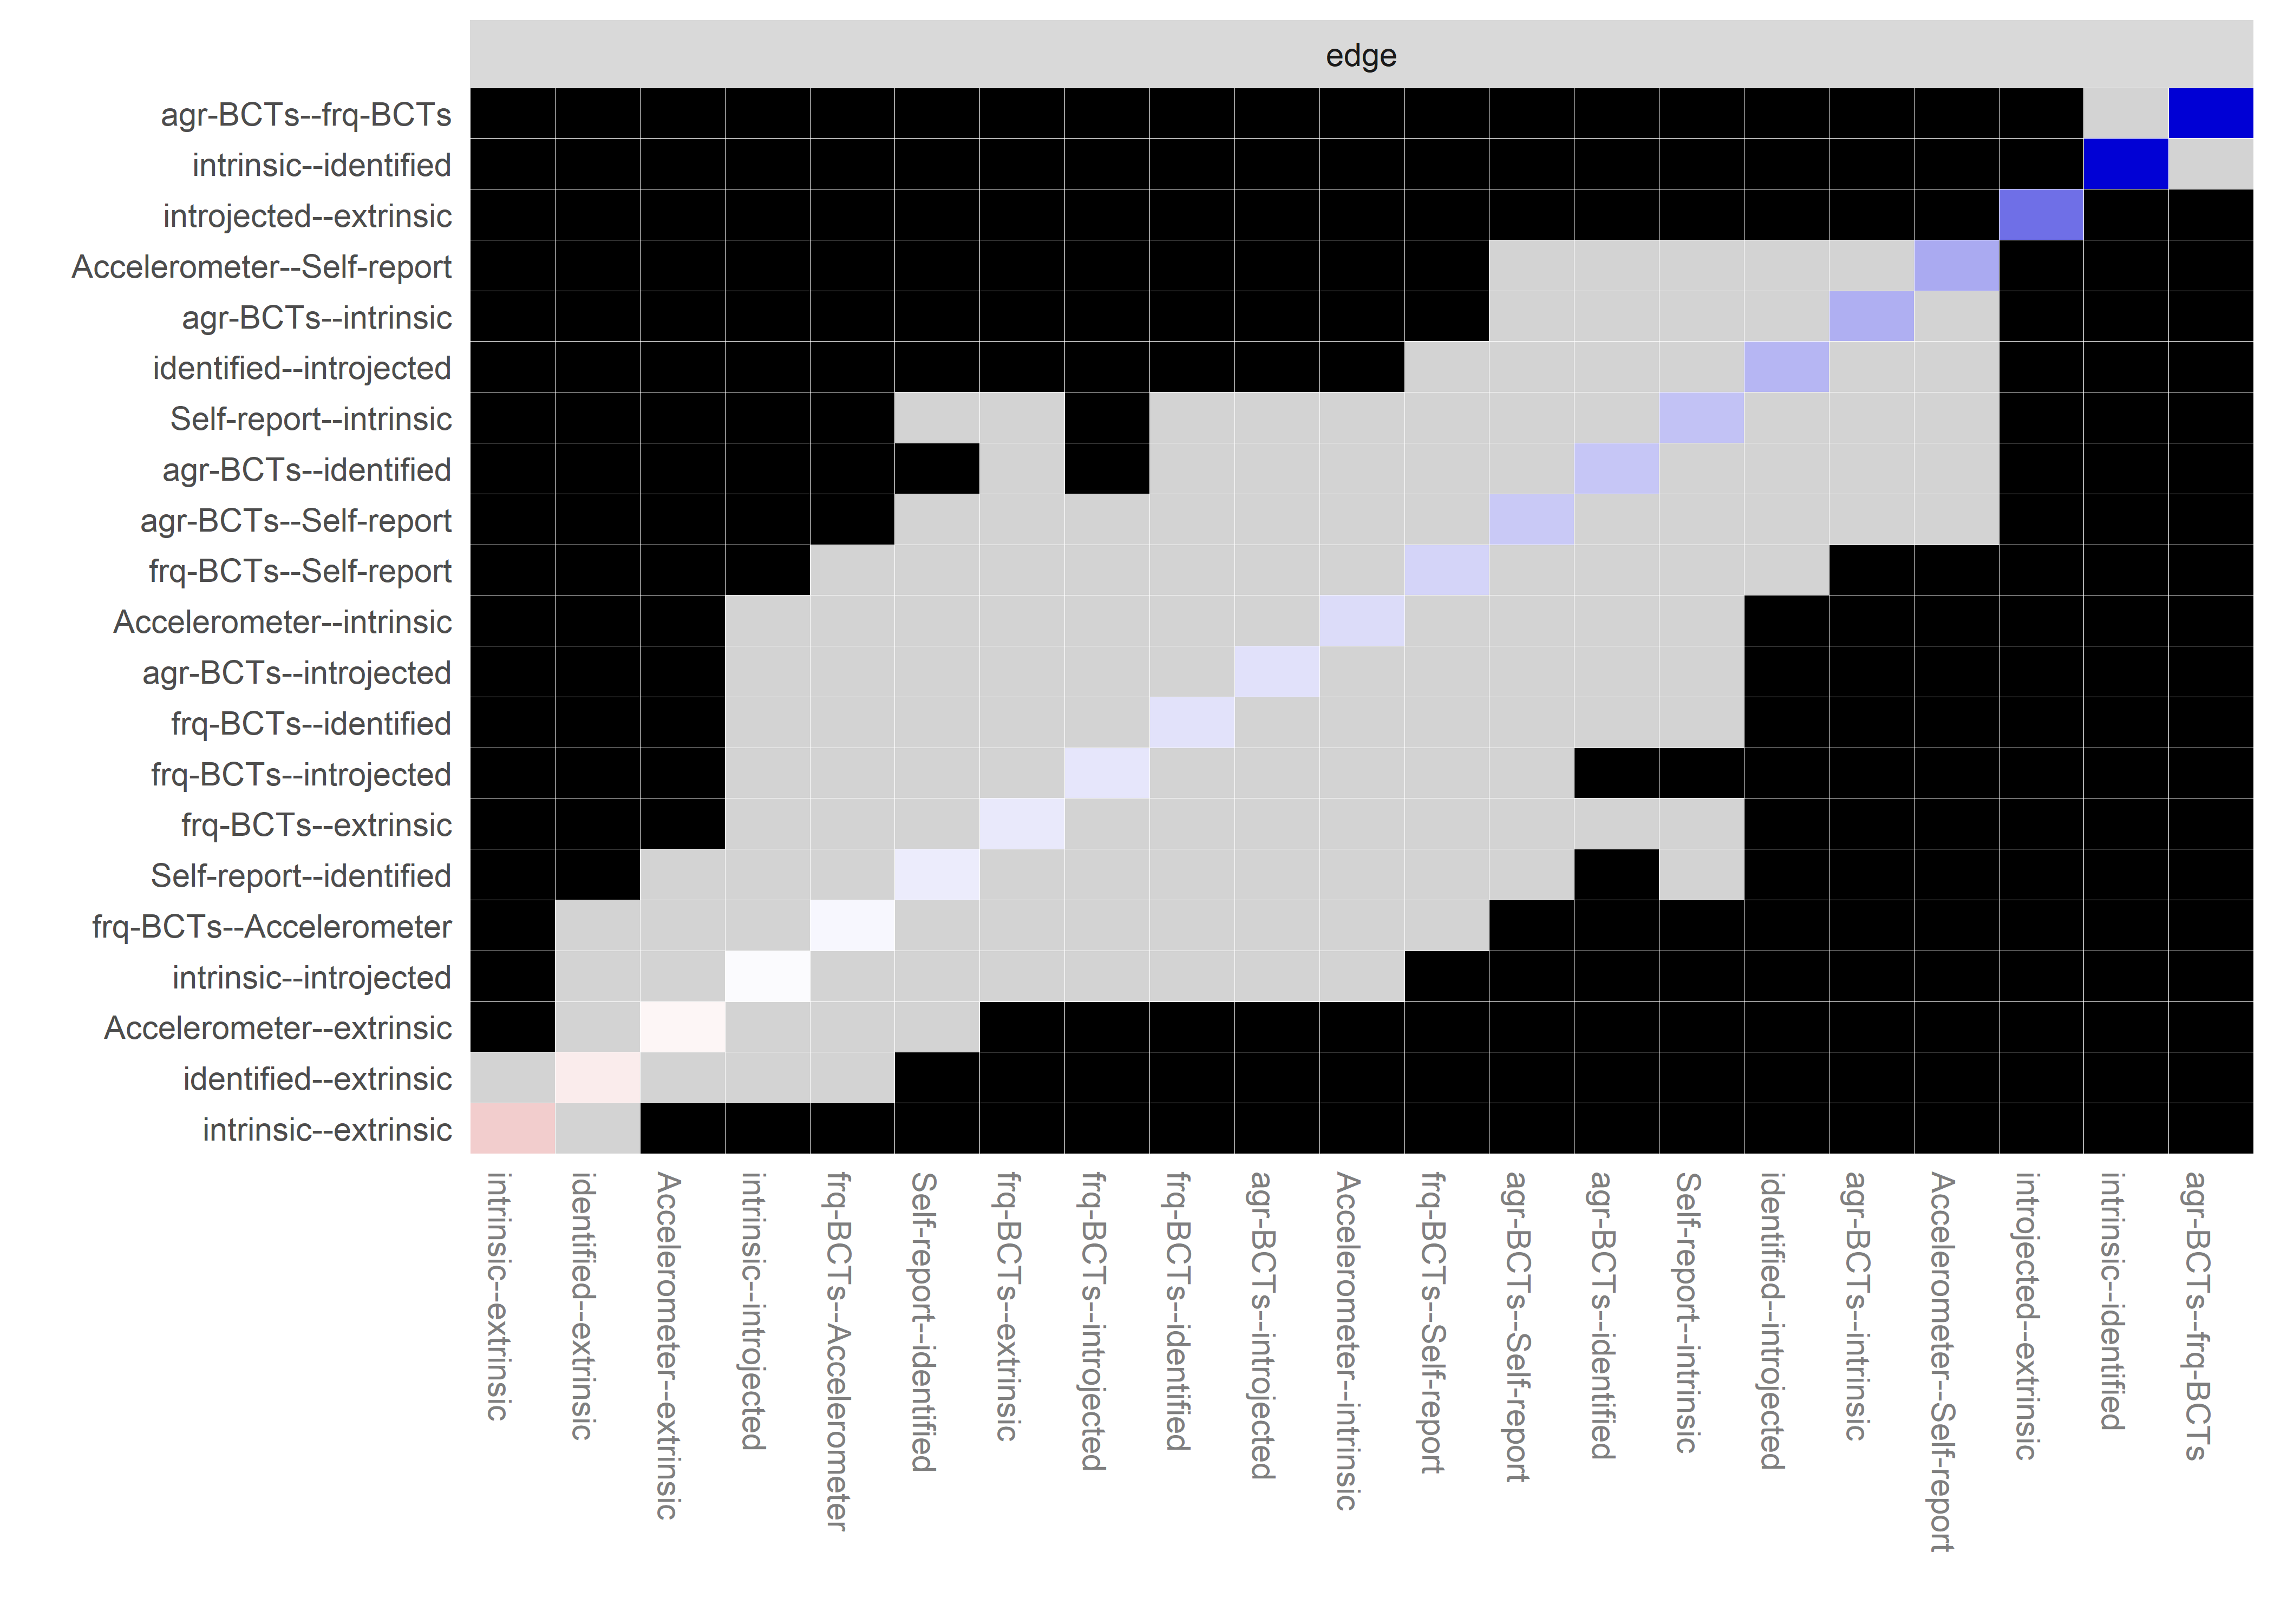 edge
agr-BCTs--frq-BCTs
intrinsic--identified
introjected--extrinsic
Accelerometer--Self-report
agr-BCTs--intrinsic
identified--introjected
Self-report--intrinsic
agr-BCTs--identified
agr-BCTs--Self-report
frq-BCTs--Self-report
Accelerometer--intrinsic
agr-BCTs--introjected
frq-BCTs--identified
frq-BCTs--introjected
frq-BCTs--extrinsic
Self-report--identified
frq-BCTs--Accelerometer
intrinsic--introjected
Accelerometer--extrinsic
identified--extrinsic
intrinsic--extrinsic
intrinsic--extrinsic
identified--extrinsic
Accelerometer--extrinsic
intrinsic--introjected
frq-BCTs--Accelerometer
Self-report--identified
frq-BCTs--extrinsic
frq-BCTs--introjected
frq-BCTs--identified
agr-BCTs--introjected
Accelerometer--intrinsic
frq-BCTs--Self-report
agr-BCTs--Self-report
agr-BCTs--identified
Self-report--intrinsic
identified--introjected
agr-BCTs--intrinsic
Accelerometer--Self-report
introjected--extrinsic
intrinsic--identified
agr-BCTs--frq-BCTs